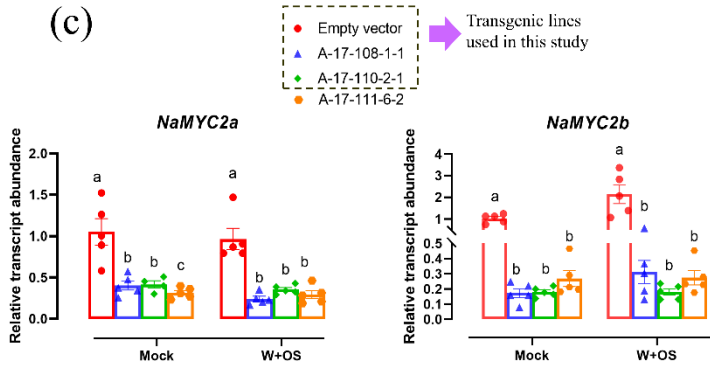 (c)
Empty vector
A-17-108-1-1
A-17-110-2-1
A-17-111-6-2
Transgenic lines
used in this study
NaMYC2a
Relative transcript abundance
2.0
1.5
1.0
0.5
0.0
a
b
b
c
a
b
b
b
Mock
W+OS
NaMYC2b
Relative transcript abundance
4
3
2
1
0.5
0.4
0.3
0.2
0.1
0.0
a
b
b
b
a
b
b
b
Mock
W+OS